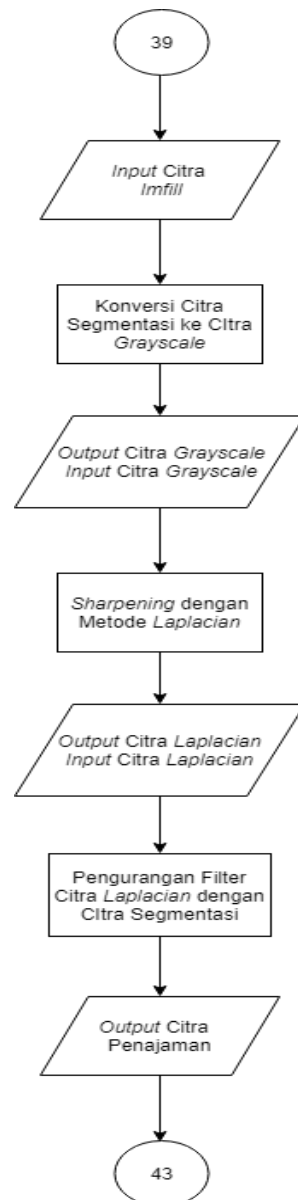 39
Input Citra
Imfill
Konversi Citra
Segmentasi ke CItra
Grayscale
Output Citra Grayscale
Input Citra Grayscale
Sharpening dengan
Metode Laplacian
Output Citra Laplacian
Input Citra Laplacian
Pengurangan Filter
Citra Laplacian dengan
CItra Segmentasi
Output Citra
Penajaman
43